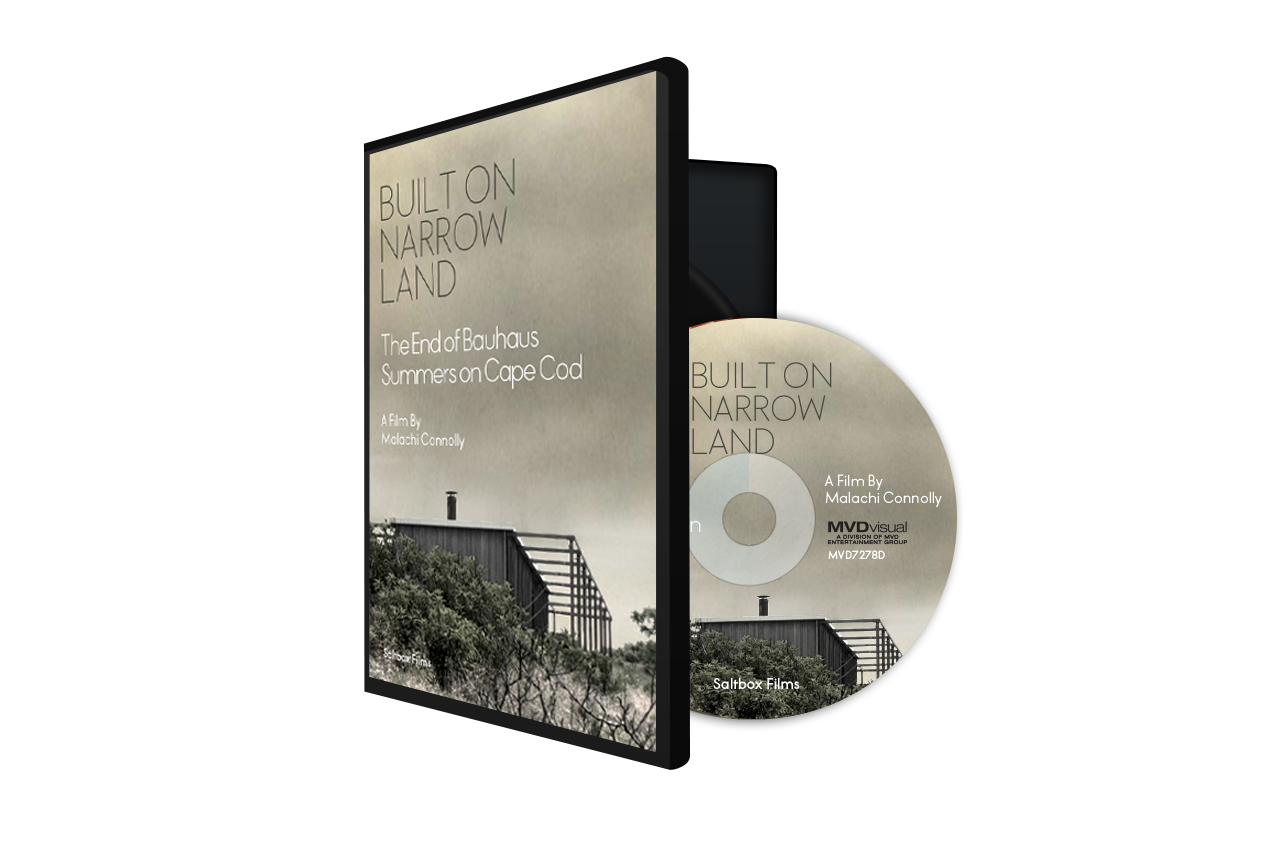 BUILT ON
NARROW
LAND
The End of Bauhaus
Summers on Cape Cod
A Film By
Malachi Connolly
Saltbox Films
BUILT ON
NARROW
LAND
A Film By
Malachi Connolly
n
MVDvisual
A DIVISION OF MVD
ENTERTAINMENT GROUP
MVD7278D
Saltbox Films